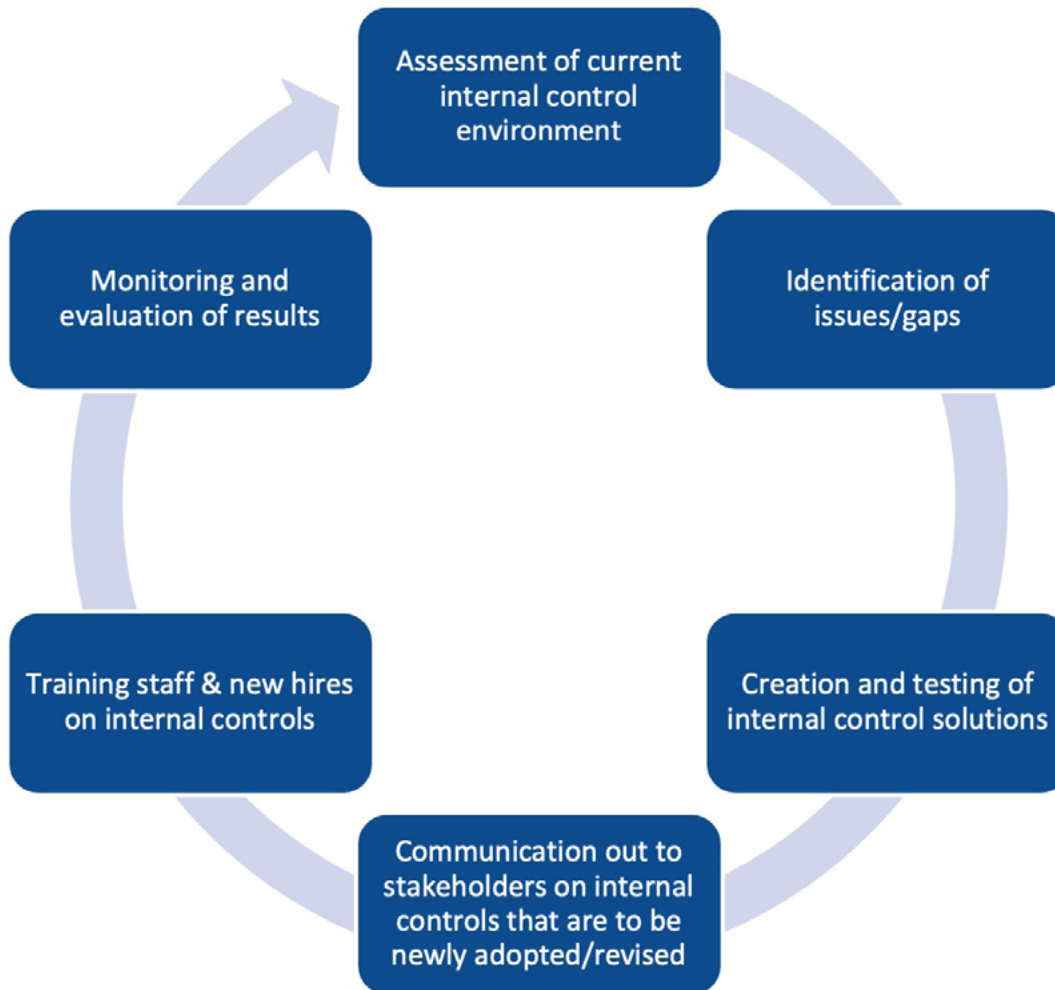 Assessment of current
internal control
environment
Identification of
issues/gaps
Creation and testing of
internal control solutions
Communication out to
stakeholders on internal
controls that are to be
newly adopted/revised
Training staff & new hires
on internal controls
Monitoring and
evaluation of results